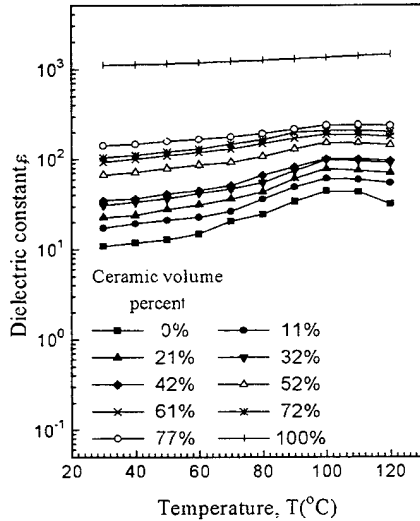 10³
10²
10¹
10⁰
10⁻¹
Dielectric constant,ε
Ceramic volume
percent
0% 11%
21% 32%
42% 52%
61% 72%
77% 100%
20 40 60 80 100 120
Temperature, T(°C)